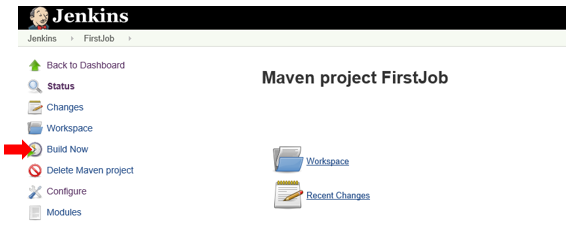 Jenkins
Jenkins FirstJob
Back to Dashboard
Status
Changes
Workspace
Build Now
Delete Maven project
Configure
Modules
Maven project FirstJob
Workspace
Recent Changes